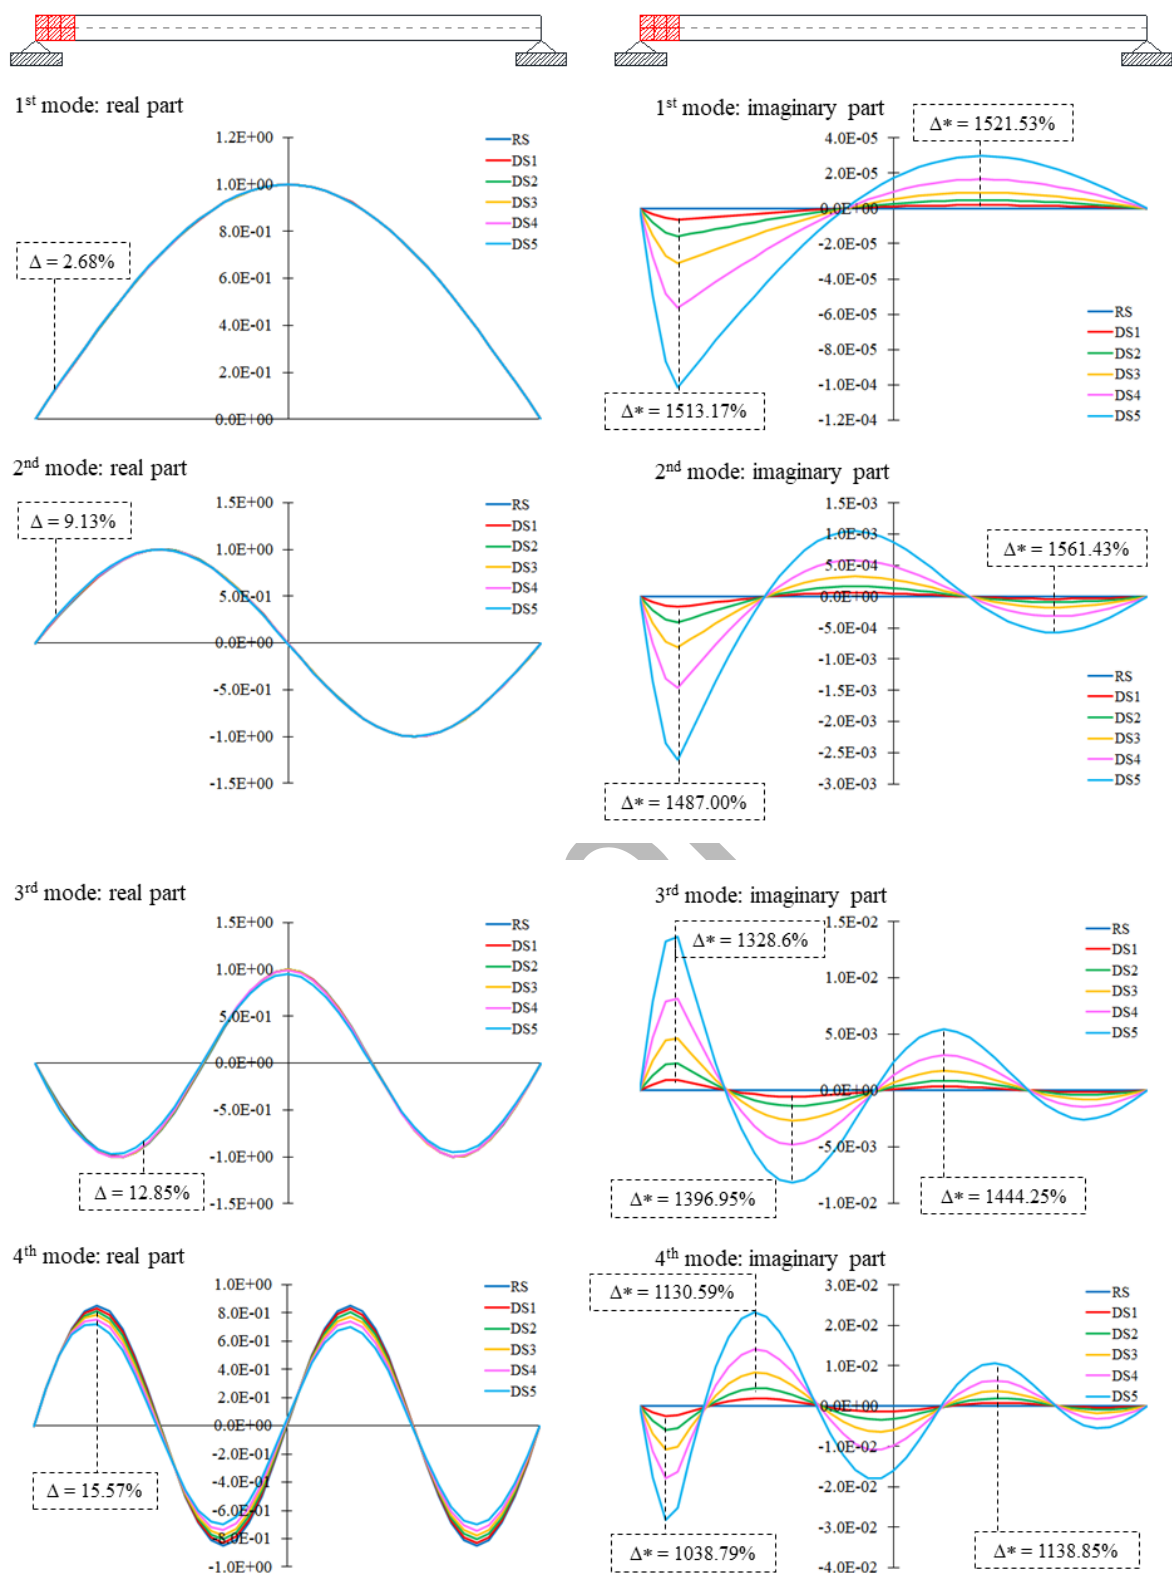 1st mode: real part
1.2E+00
1.0E+00
8.0E-01
6.0E-01
4.0E-01
2.0E-01
0.0E+00
Δ = 2.68%
RS
DS1
DS2
DS3
DS4
DS5
1st mode: imaginary part
Δ* = 1521.53%
4.0E-05
2.0E-05
0.0E+00
-2.0E-05
-4.0E-05
-6.0E-05
-8.0E-05
-1.0E-04
-1.2E-04
RS
DS1
DS2
DS3
DS4
DS5
Δ* = 1513.17%
2nd mode: real part
Δ = 9.13%
1.5E+00
1.0E+00
5.0E-01
0.0E+00
-5.0E-01
-1.0E+00
-1.5E+00
RS
DS1
DS2
DS3
DS4
DS5
2nd mode: imaginary part
1.5E-03
1.0E-03
5.0E-04
0.0E+00
-5.0E-04
-1.0E-03
-1.5E-03
-2.0E-03
-2.5E-03
-3.0E-03
Δ* = 1561.43%
RS
DS1
DS2
DS3
DS4
DS5
Δ* = 1487.00%
3rd mode: real part
1.5E+00
1.0E+00
5.0E-01
0.0E+00
-5.0E-01
-1.0E+00
-1.5E+00
RS
DS1
DS2
DS3
DS4
DS5
Δ = 12.85%
3rd mode: imaginary part
1.5E-02
1.0E-02
5.0E-03
0.0E+00
-5.0E-03
-1.0E-02
Δ* = 1328.6%
RS
DS1
DS2
DS3
DS4
DS5
Δ* = 1396.95%
Δ* = 1444.25%
4th mode: real part
1.0E+00
8.0E-01
6.0E-01
4.0E-01
2.0E-01
0.0E+00
-2.0E-01
-4.0E-01
-6.0E-01
-8.0E-01
-1.0E+00
RS
DS1
DS2
DS3
DS4
DS5
Δ = 15.57%
4th mode: imaginary part
Δ* = 1130.59%
3.0E-02
2.0E-02
1.0E-02
0.0E+00
-1.0E-02
-2.0E-02
-3.0E-02
-4.0E-02
RS
DS1
DS2
DS3
DS4
DS5
Δ* = 1038.79%
Δ* = 1138.85%